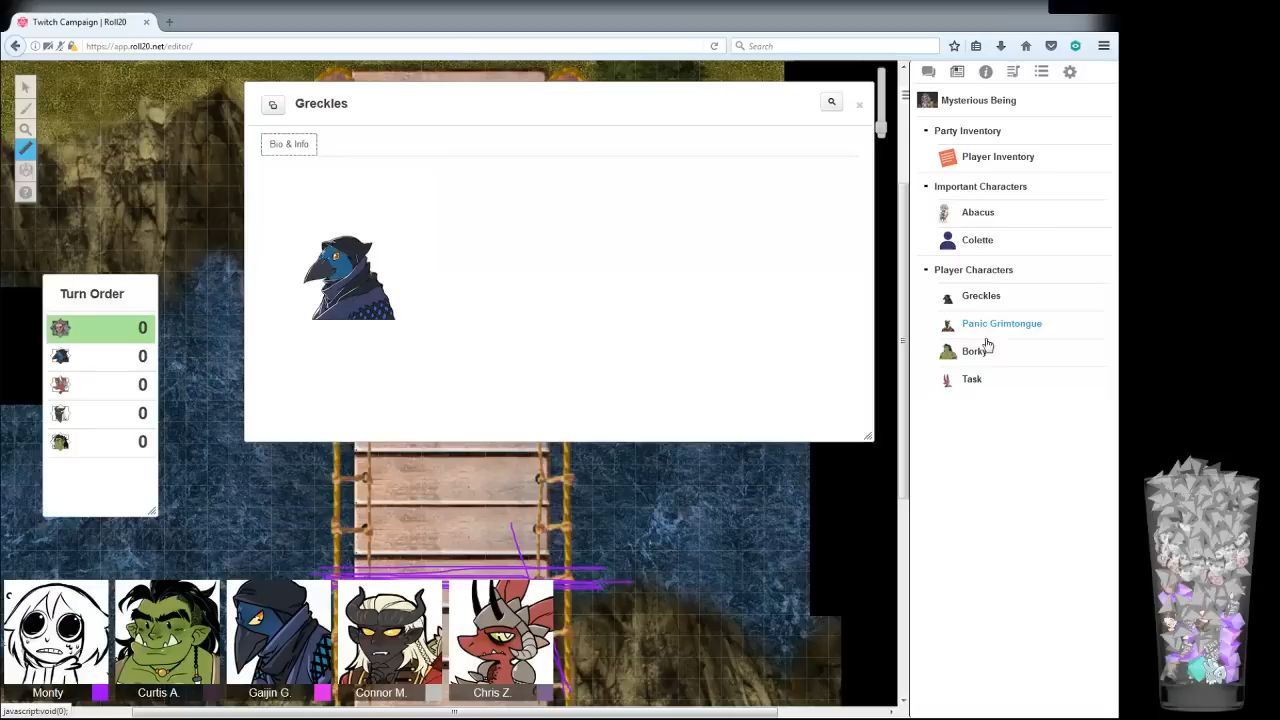 Twitch Campaign | Roll20
https://app.roll20.net/editor/
Search
Greckles
Bio & Info
Turn Order
0
0
0
0
0
Mysterious Being
Party Inventory
Player Inventory
Important Characters
Abacus
Colette
Player Characters
Greckles
Panic Grimtongue
Borky
Task
Monty
Curtis A.
Gaijin G.
Connor M.
Chris Z.
javascript:void(0);